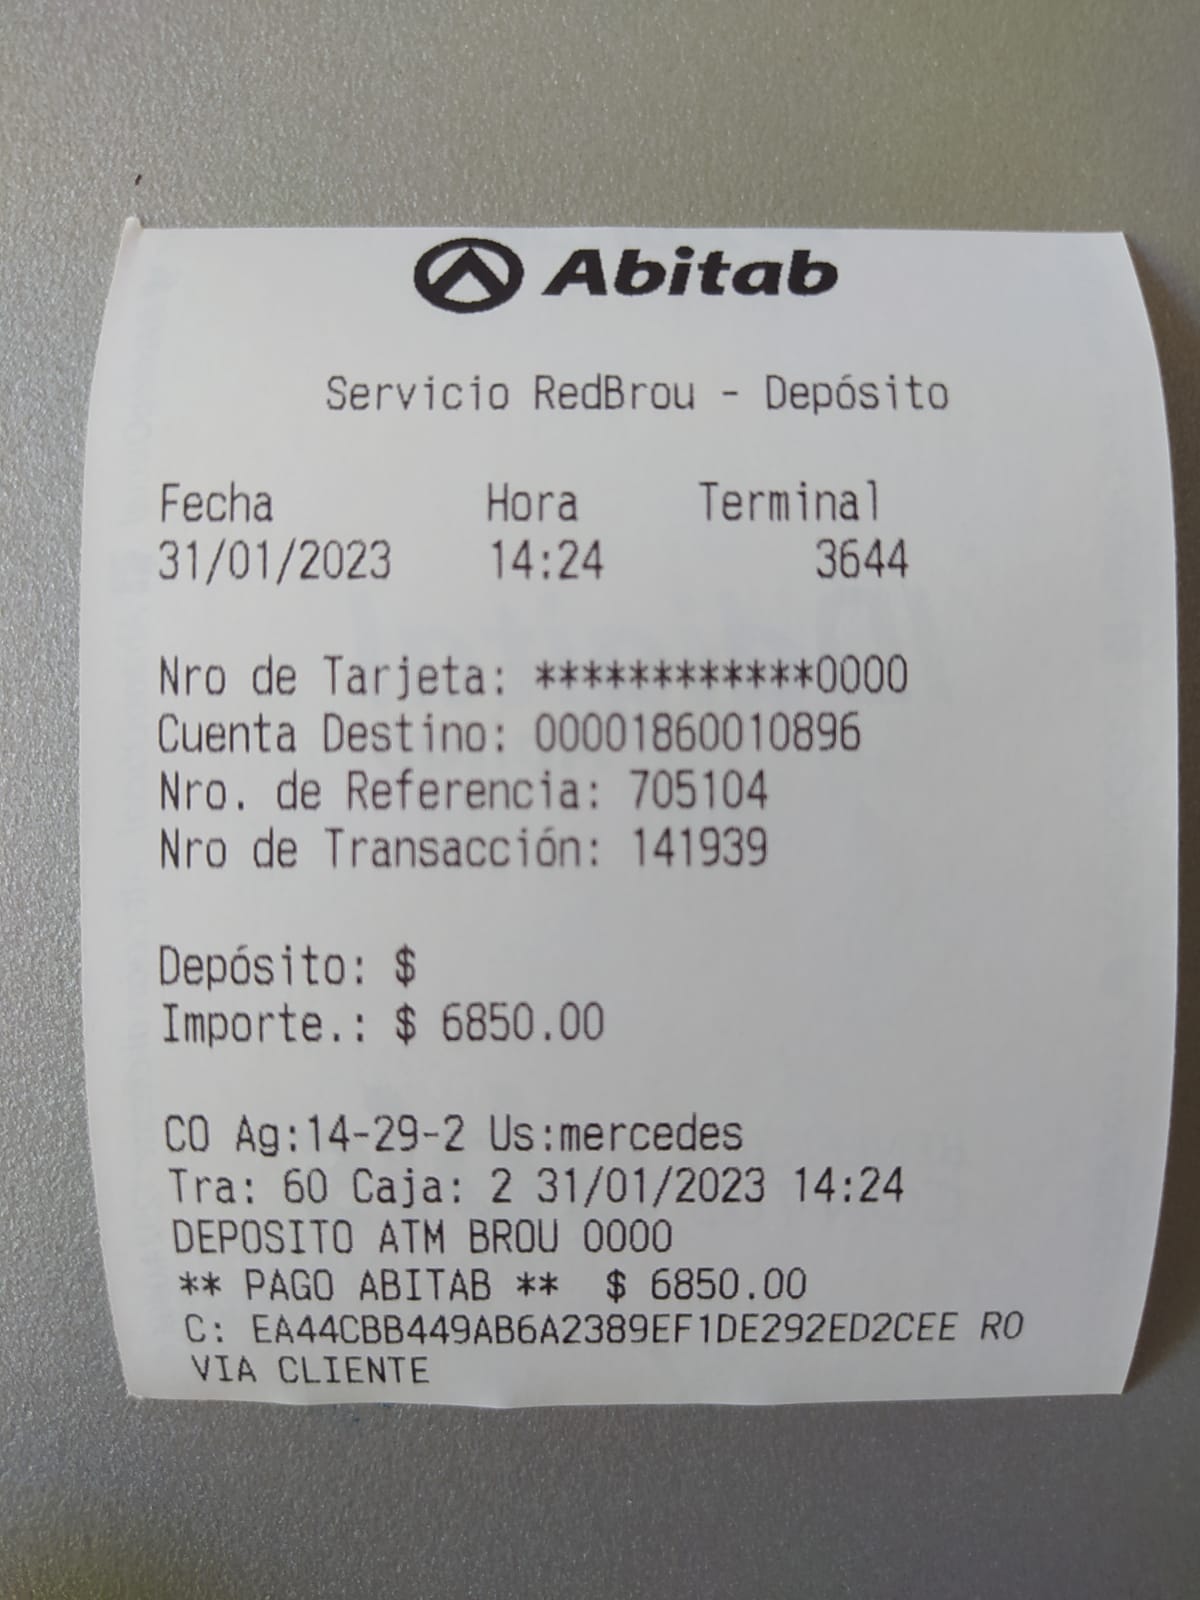 Abitab
Servicio RedBrou - Depósito
Fecha Hora Terminal
31/01/2023 14:24 3644
Nro de Tarjeta: ************0000
Cuenta Destino: 00001860010896
Nro. de Referencia: 705104
Nro de Transacción: 141939
Depósito: $
Importe.: $ 6850.00
CO Ag:14-29-2 Us:mercedes
Tra: 60 Caja: 2 31/01/2023 14:24
DEPOSITO ATM BROU 0000
** PAGO ABITAB ** $ 6850.00
C: EA44CBB449AB6A2389EF1DE292ED2CEE RO
VIA CLIENTE